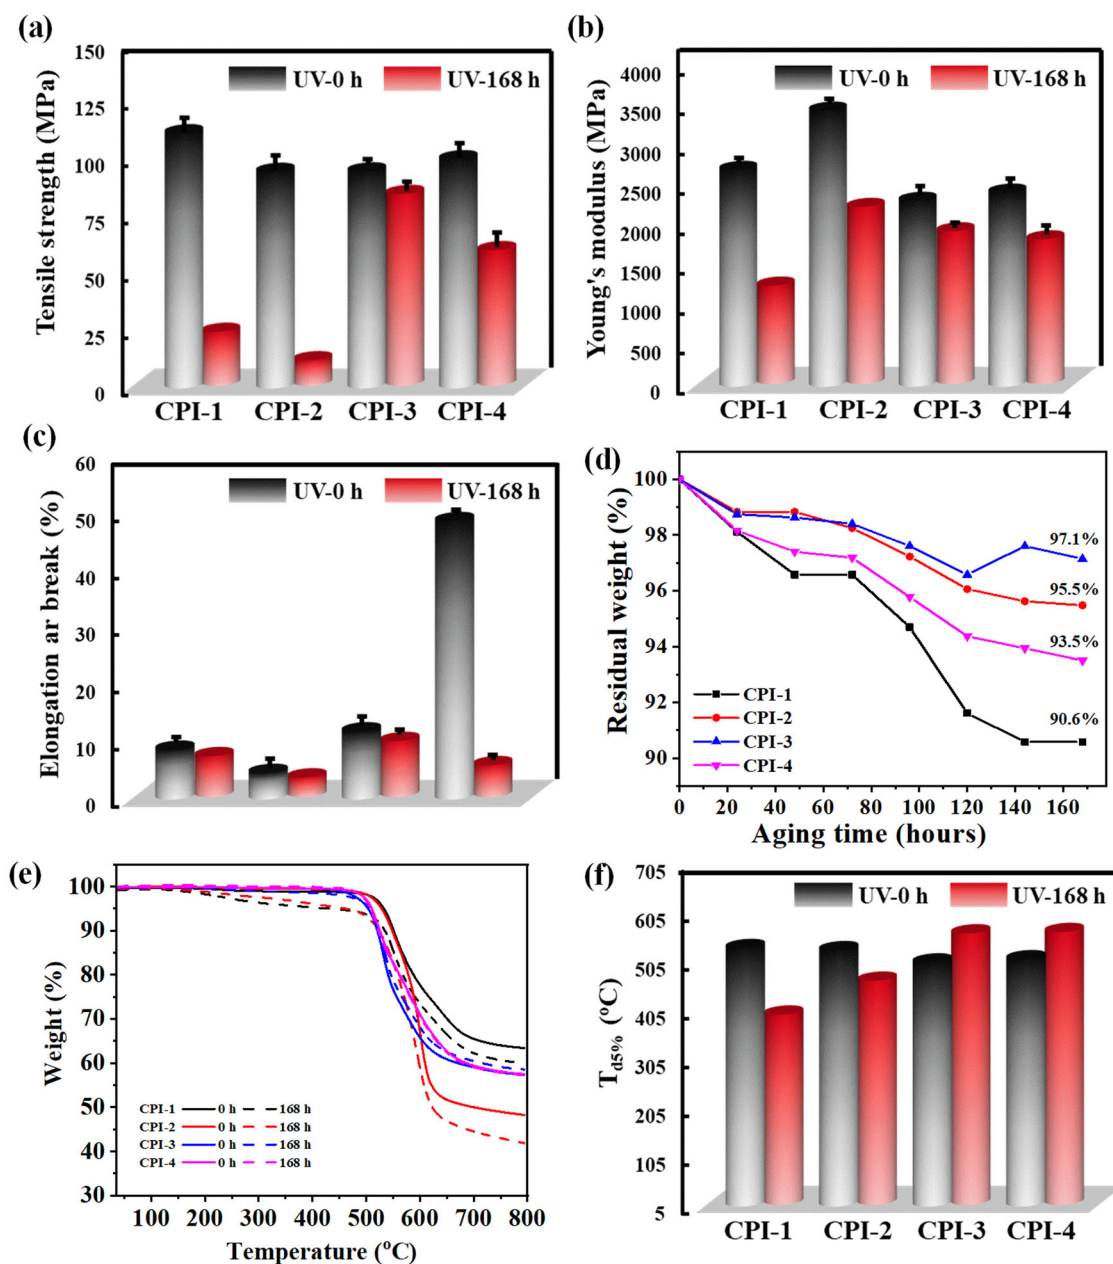 (a)
Tensile strength (MPa)
150
125
100
75
50
25
0
UV-0 h
UV-168 h
CPI-1 CPI-2 CPI-3 CPI-4
(b)
Young's modulus (MPa)
4000
3500
3000
2500
2000
1500
1000
500
0
UV-0 h
UV-168 h
CPI-1 CPI-2 CPI-3 CPI-4
(c)
Elongation ar break (%)
60
50
40
30
20
10
0
UV-0 h
UV-168 h
(d)
Residual weight (%)
100
98
96
94
92
90
97.1%
95.5%
93.5%
90.6%
CPI-1
CPI-2
CPI-3
CPI-4
0 20 40 60 80 100 120 140 160
Aging time (hours)
(e)
Weight (%)
100
90
80
70
60
50
40
30
CPI-1 0 h 168 h
CPI-2 0 h 168 h
CPI-3 0 h 168 h
CPI-4 0 h 168 h
100 200 300 400 500 600 700 800
Temperature (ºC)
(f)
Td5% (ºC)
705
605
505
405
305
205
105
5
UV-0 h
UV-168 h
CPI-1 CPI-2 CPI-3 CPI-4